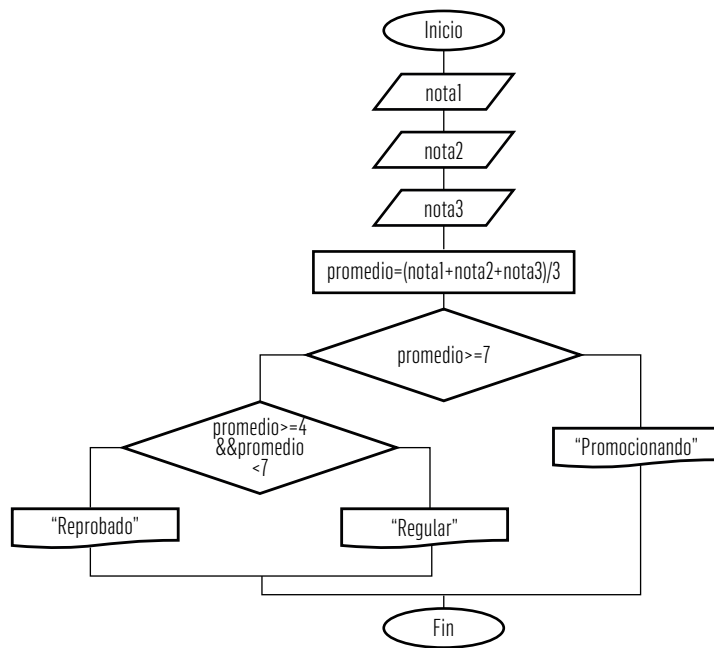 Inicio
nota1
nota2
nota3
promedio=(nota1+nota2+nota3)/3
promedio>=7
promedio>=4
&&promedio
<7
“Promocionando”
“Reprobado”
“Regular”
Fin